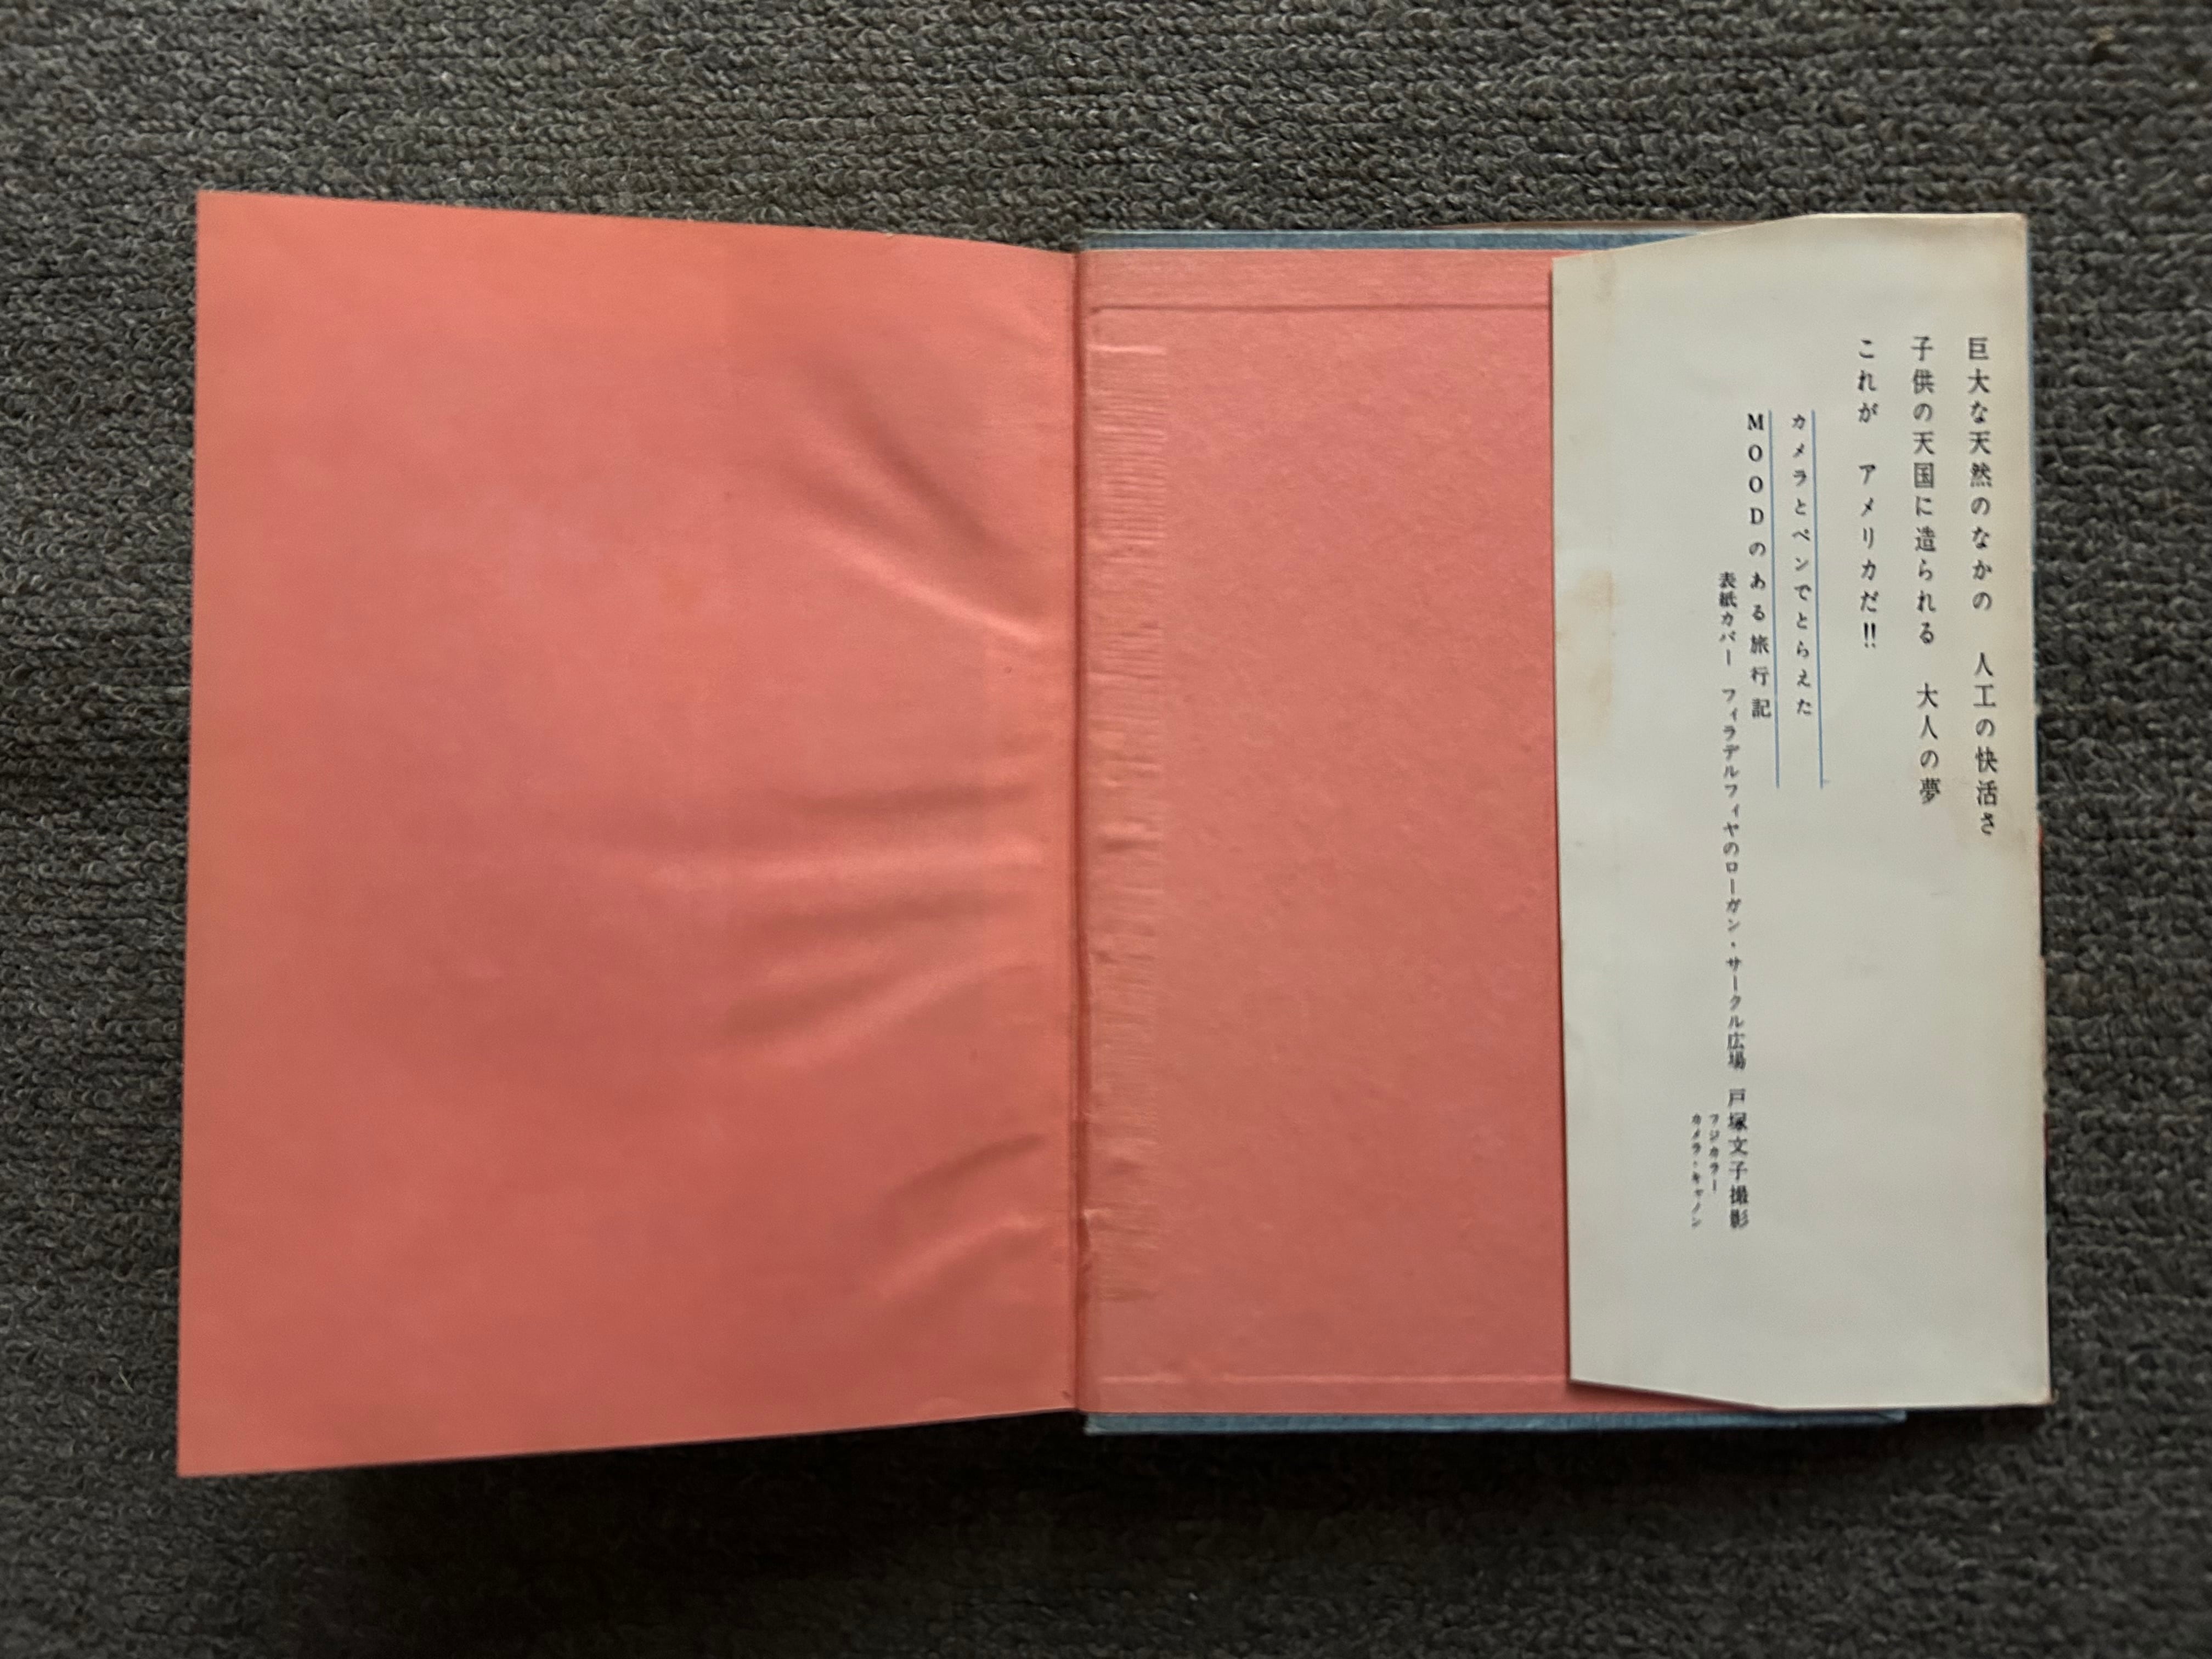 巨大な天然のなかの　人工の快活さ
子供の天国に造られる　大人の夢
これが　アメリカだ!!
カメラとペンでとらえた
MOODのある旅行記
表紙カバー　フィラデルフィヤのローガン・サークル広場　戸塚文子撮影
フジカラー
カメラ・キャノン